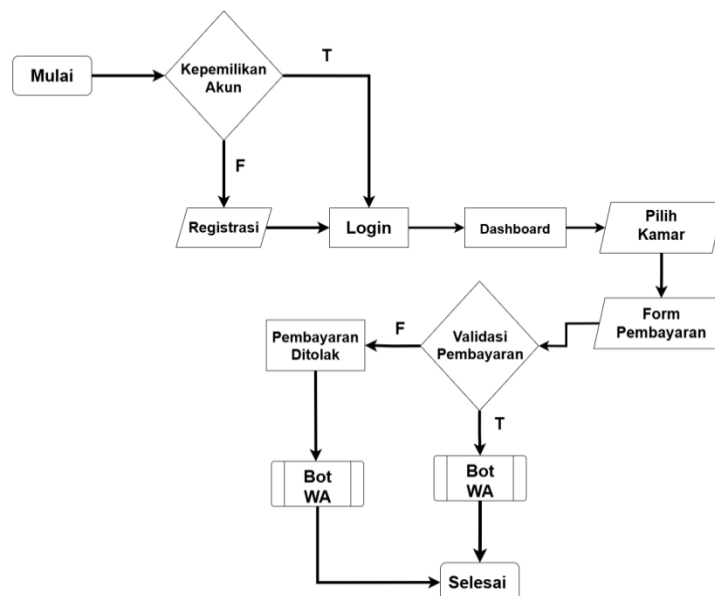 Mulai
Kepemilikan
Akun
T
F
Registrasi
Login
Dashboard
Pilih
Kamar
Form
Pembayaran
Validasi
Pembayaran
F
Pembayaran
Ditolak
T
Bot
WA
Bot
WA
Selesai